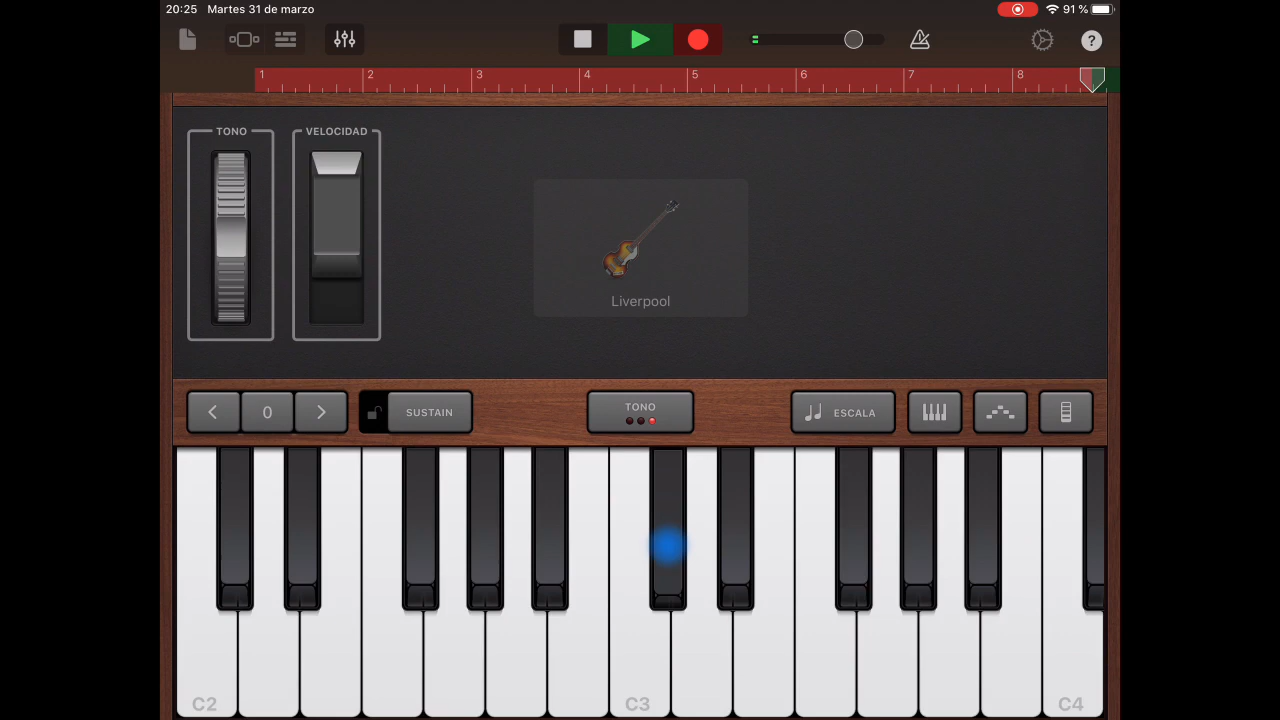 20:25 Martes 31 de marzo 91 %
?
1 2 3 4 5 6 7 8
TONO VELOCIDAD
Liverpool
0 SUSTAIN TONO ESCALA
C2 C3 C4